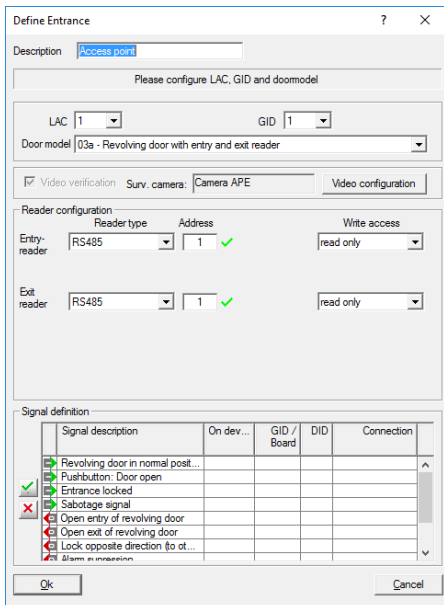 Define Entrance ? ×
Description Access point
Please configure LAC, GID and doormodel
LAC 1 GID 1
Door model 03a - Revolving door with entry and exit reader
Video verification Surv. camera: Camera APE Video configuration
Reader configuration
Reader type Address Write access
Entry-
reader RS485 1 read only
Exit
reader RS485 1 read only
Signal definition
Signal description On dev... GID /
Board DID Connection
Revolving door in normal posit...
Pushbutton: Door open
Entrance locked
Sabotage signal
Open entry of revolving door
Open exit of revolving door
Lock opposite direction (to ot...
Alarm supression
Ok Cancel